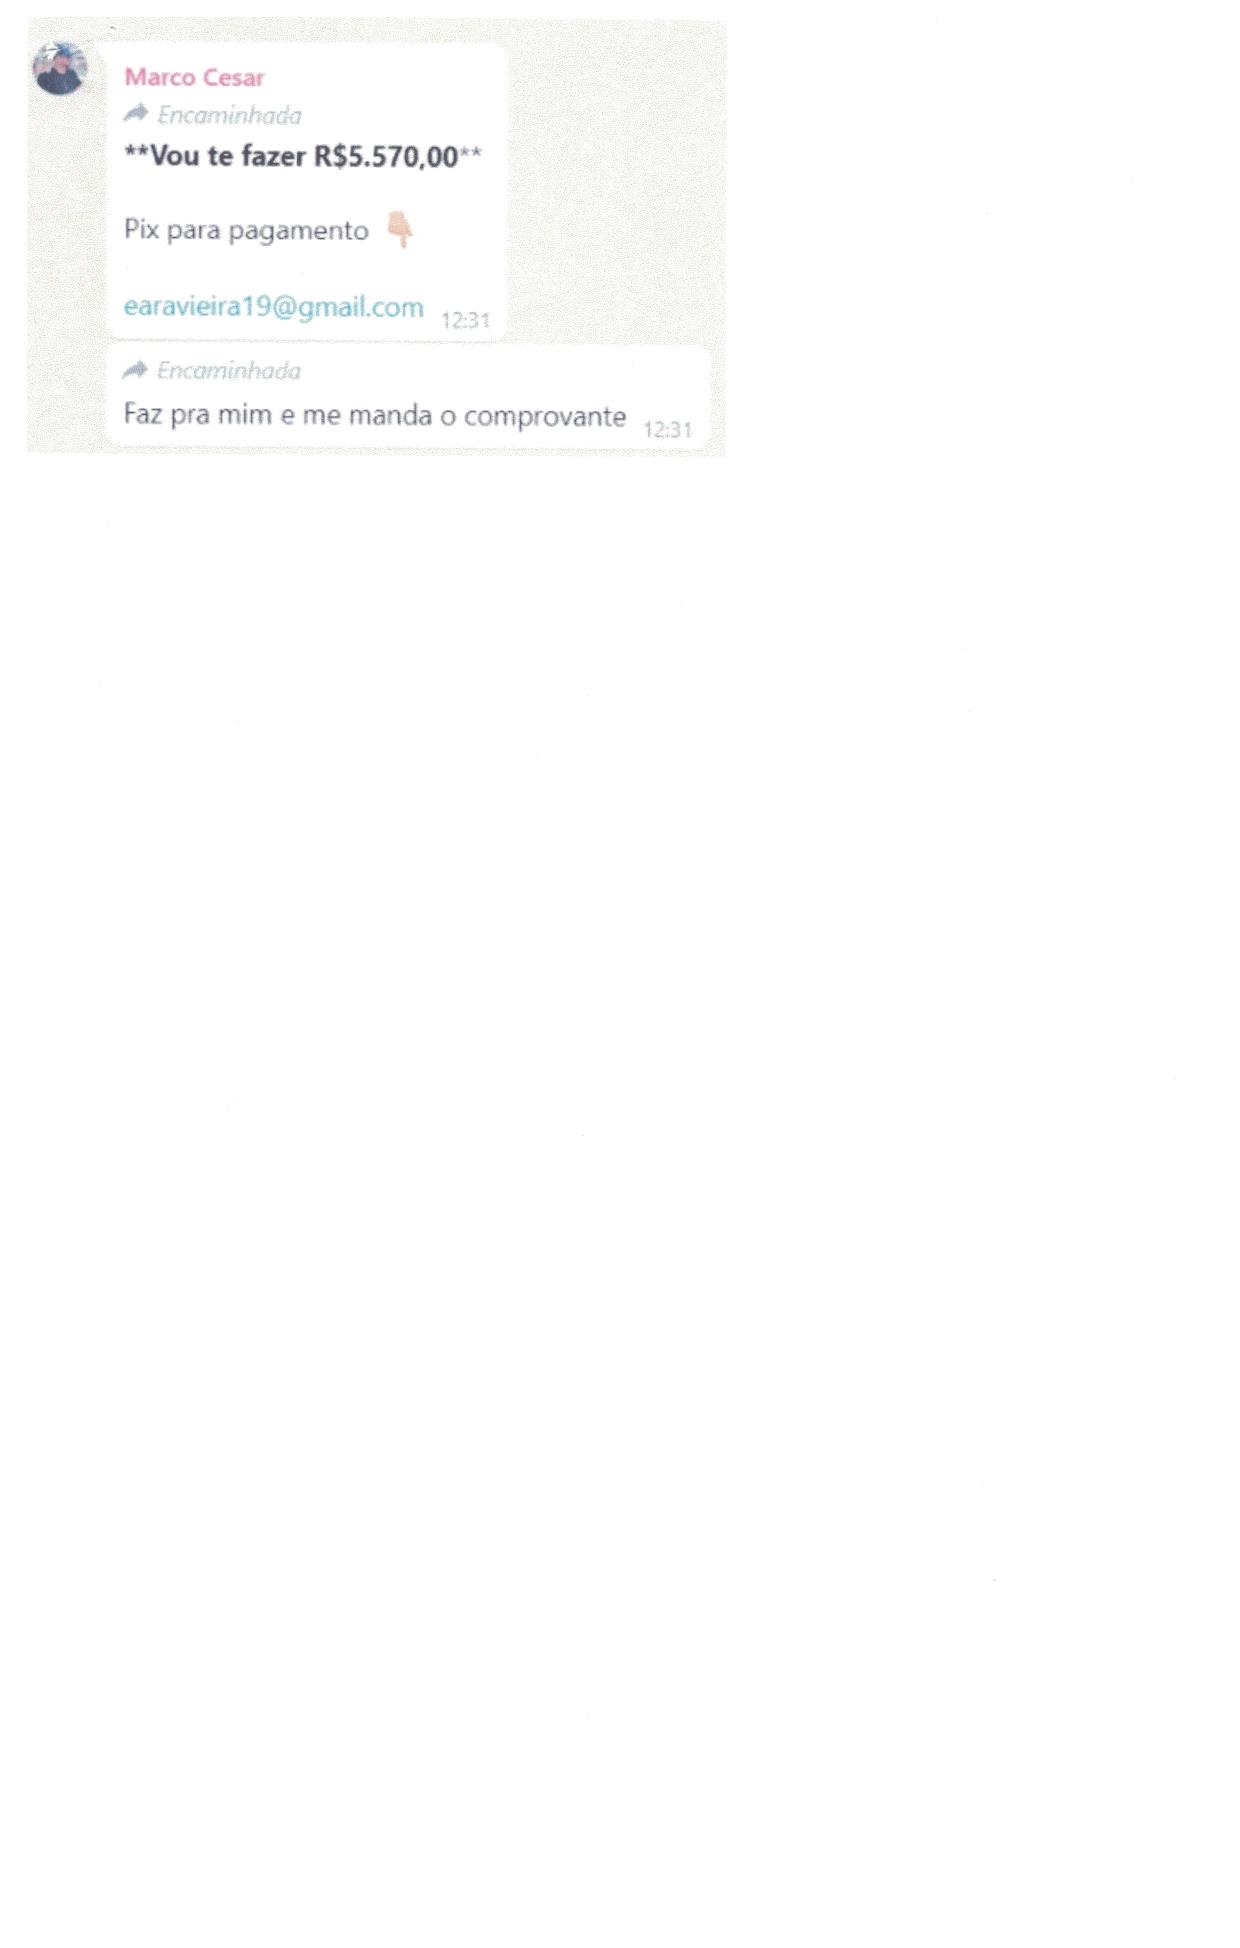 Marco Cesar
Encaminhada
**Vou te fazer R$5.570,00**
Pix para pagamento 👇
earavieira19@gmail.com 12:31
Encaminhada
Faz pra mim e me manda o comprovante 12:31